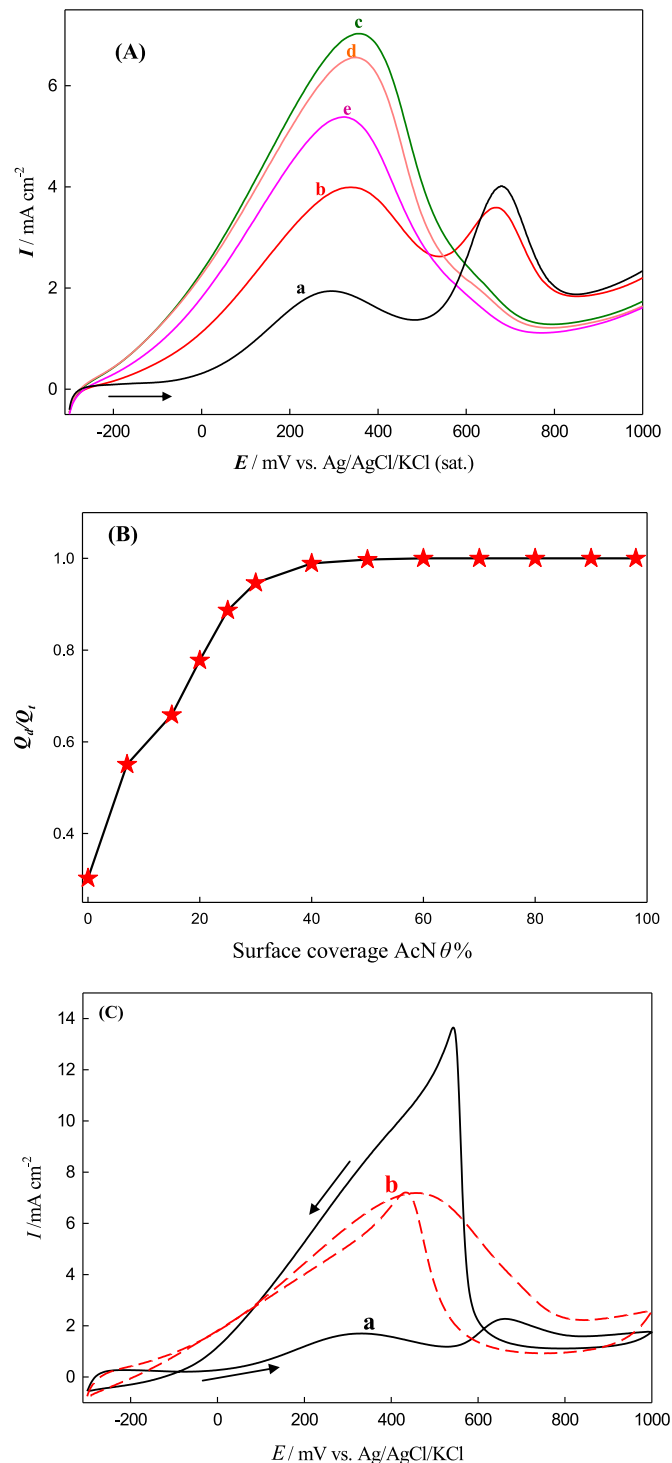 (A)
c
d
e
b
a
6
4
2
0
I / mA cm-2
-200
0
200
400
600
800
1000
E / mV vs. Ag/AgCl/KCl (sat.)
(B)
1.0
0.8
0.6
0.4
Qd/Qt
0
20
40
60
80
100
Surface coverage AcN θ%
(C)
14
12
10
8
6
4
2
0
I /mA cm-2
b
a
-200
0
200
400
600
800
1000
E / mV vs. Ag/AgCl/KCl